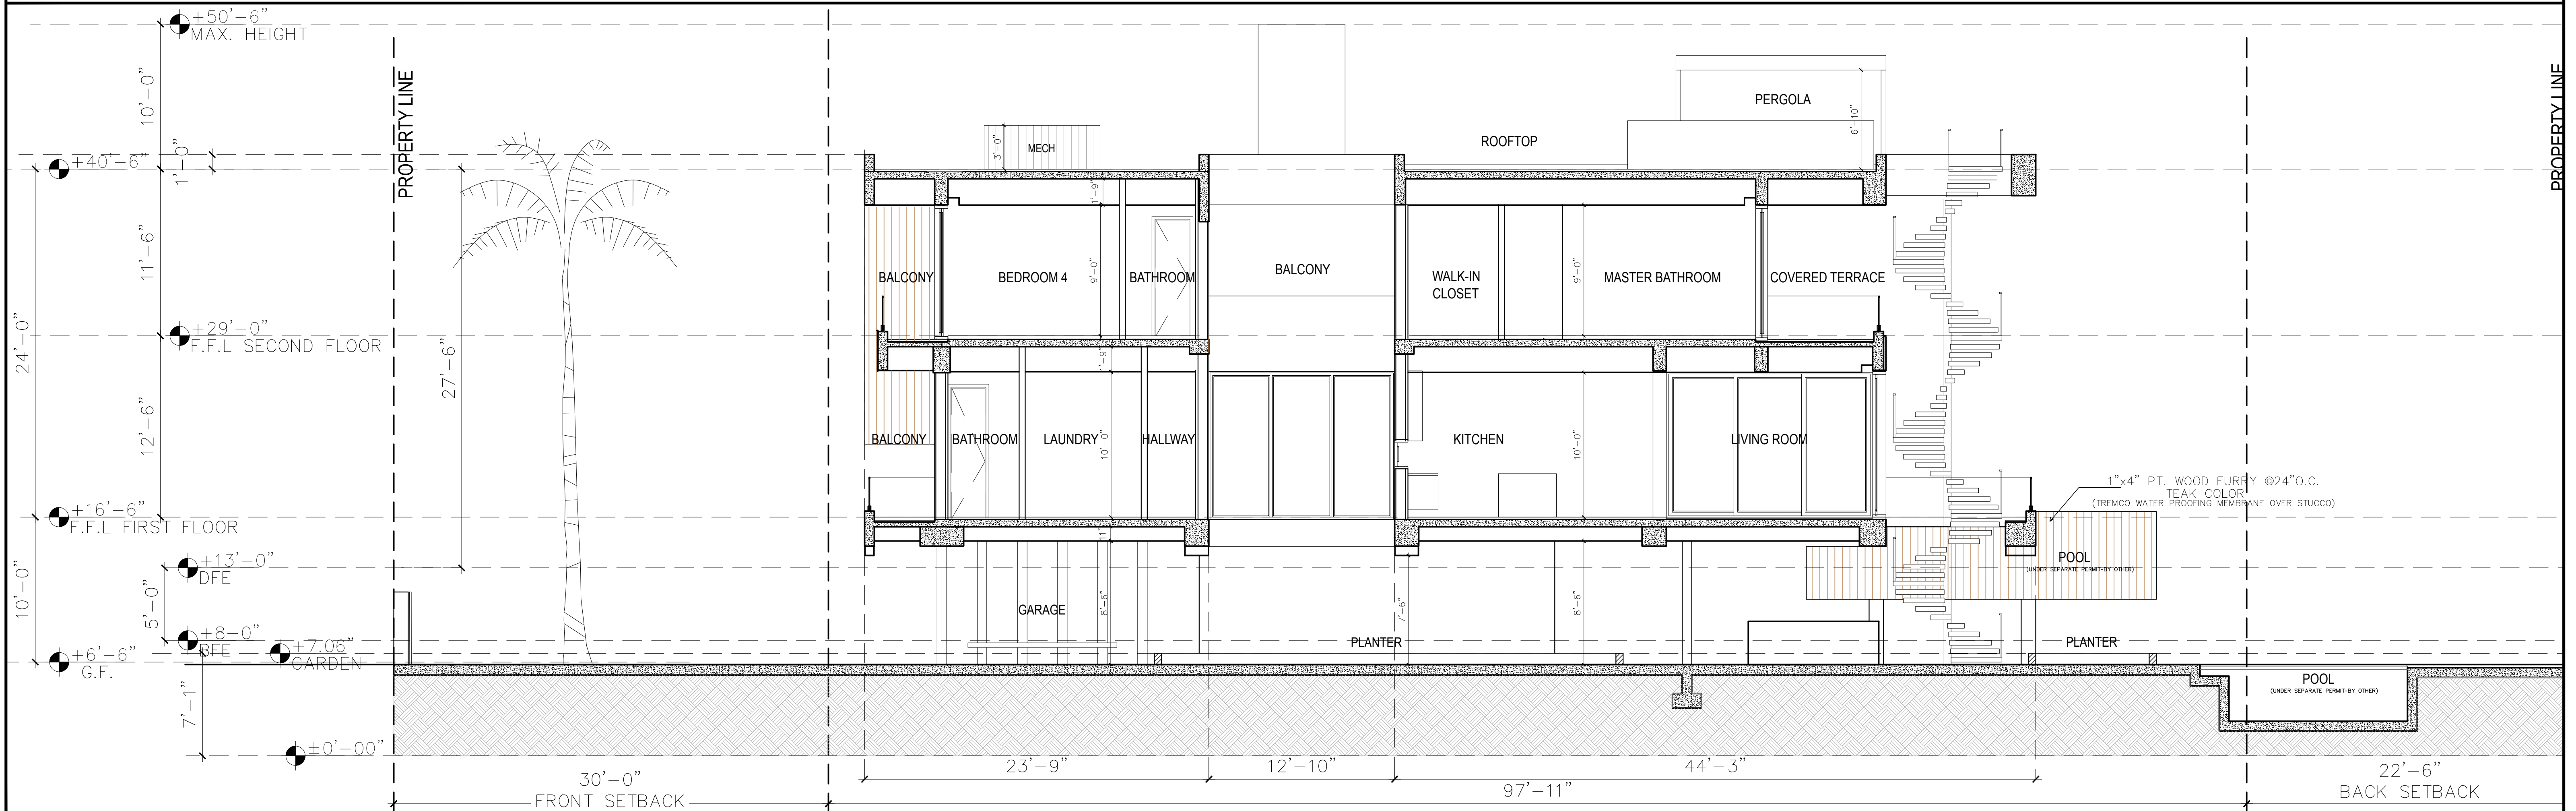 +50'-6"
MAX. HEIGHT
10'-0"
1'-0"
+40'-6"
11'-6"
24'-0"
+29'-0"
F.F.L SECOND FLOOR
27'-6"
12'-6"
+16'-6"
F.F.L FIRST FLOOR
+13'-0"
DFE
10'-0"
5'-0"
+8-0"
BFE
+7.06"
GARDEN
+6'-6"
G.F.
7'-1"
±0'-00"
PROPERTY LINE
PROPERTY LINE
3'-0"
MECH
ROOFTOP
PERGOLA
6'-10"
1'-9"
BALCONY
BEDROOM 4
9'-0"
BATHROOM
BALCONY
WALK-IN
CLOSET
9'-0"
MASTER BATHROOM
COVERED TERRACE
1'-9"
BALCONY
BATHROOM
LAUNDRY
10'-0"
HALLWAY
KITCHEN
10'-0"
LIVING ROOM
1"x4" PT. WOOD FURRY @24"O.C.
TEAK COLOR
(TREMCO WATER PROOFING MEMBRANE OVER STUCCO)
11"
GARAGE
8'-6"
PLANTER
7'-6"
8'-6"
POOL
(UNDER SEPARATE PERMIT-BY OTHER)
PLANTER
POOL
(UNDER SEPARATE PERMIT-BY OTHER)
23'-9"
12'-10"
44'-3"
30'-0"
FRONT SETBACK
97'-11"
22'-6"
BACK SETBACK